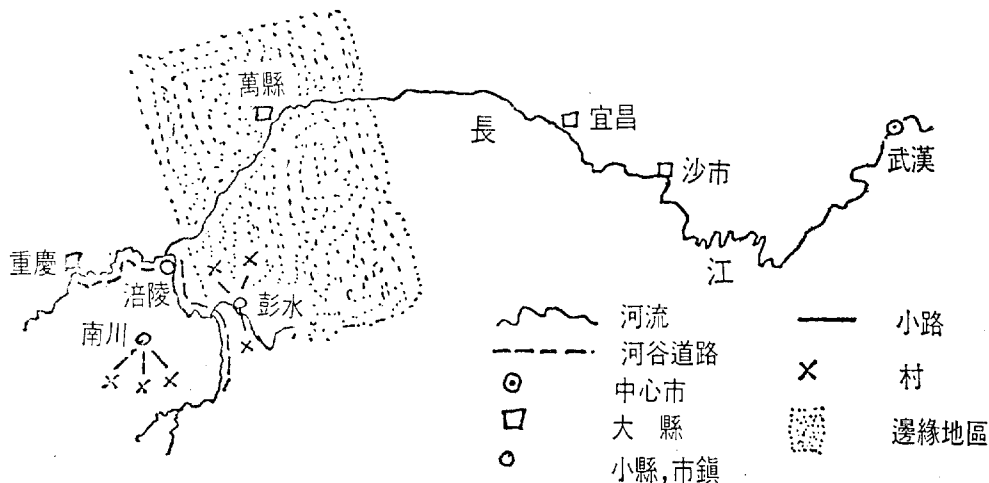 萬縣
長
宜昌
沙市
武漢
江
重慶
涪陵
彭水
南川
河流
河谷道路
中心市
大 縣
小縣,市鎮
小路
村
邊緣地區